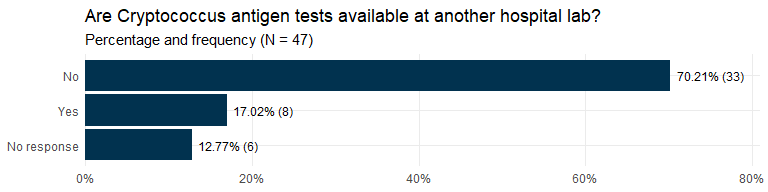 Are Cryptococcus antigen tests available at another hospital lab?
Percentage and frequency (N = 47)
No 70.21% (33)
Yes 17.02% (8)
No response 12.77% (6)
0% 20% 40% 60% 80%